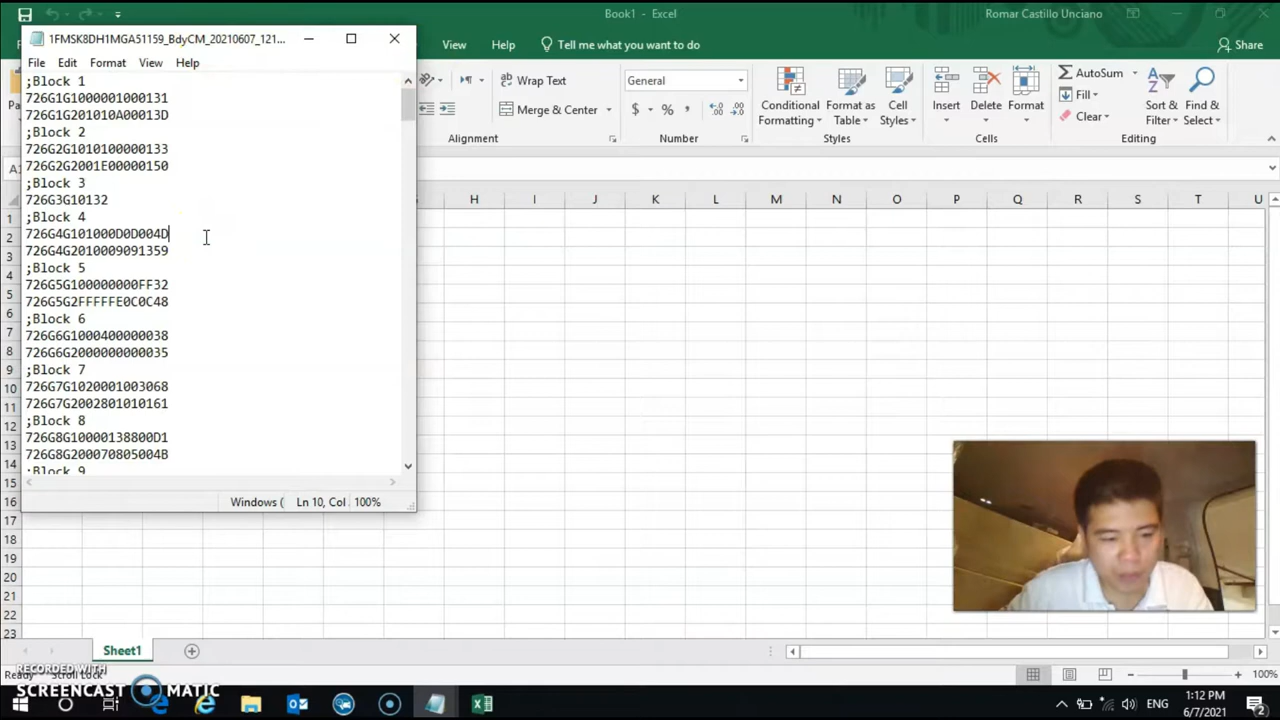 Book1 - Excel
Romar Castillo Unciano
1FMSK8DH1MGA51159_BdyCM_20210607_121...
View
Help
Tell me what you want to do
Share
File
Edit
Format
View
Help
;Block 1
726G1G1000001000131
726G1G201010A00013D
;Block 2
726G2G1010100000133
726G2G2001E00000150
;Block 3
726G3G10132
;Block 4
726G4G101000D0D004D
726G4G2010009091359
;Block 5
726G5G100000000FF32
726G5G2FFFFFE0C0C48
;Block 6
726G6G1000400000038
726G6G2000000000035
;Block 7
726G7G1020001003068
726G7G2002801010161
;Block 8
726G8G10000138800D1
726G8G200070805004B
;Block 9
Windows (
Ln 10, Col
100%
Wrap Text
Merge & Center
Alignment
General
$ %
Number
Conditional Formatting
Format as Table
Cell Styles
Styles
Insert
Delete
Format
Cells
AutoSum
Fill
Clear
Sort & Filter
Find & Select
Editing
H I J K L M N O P Q R S T U
1
2
3
4
5
6
7
8
9
10
11
12
13
14
15
16
17
18
19
20
21
22
23
Sheet1
Ready
Scroll Lock
100%
RECORDED WITH
SCREENCAST MATIC
ENG
1:12 PM
6/7/2021
2